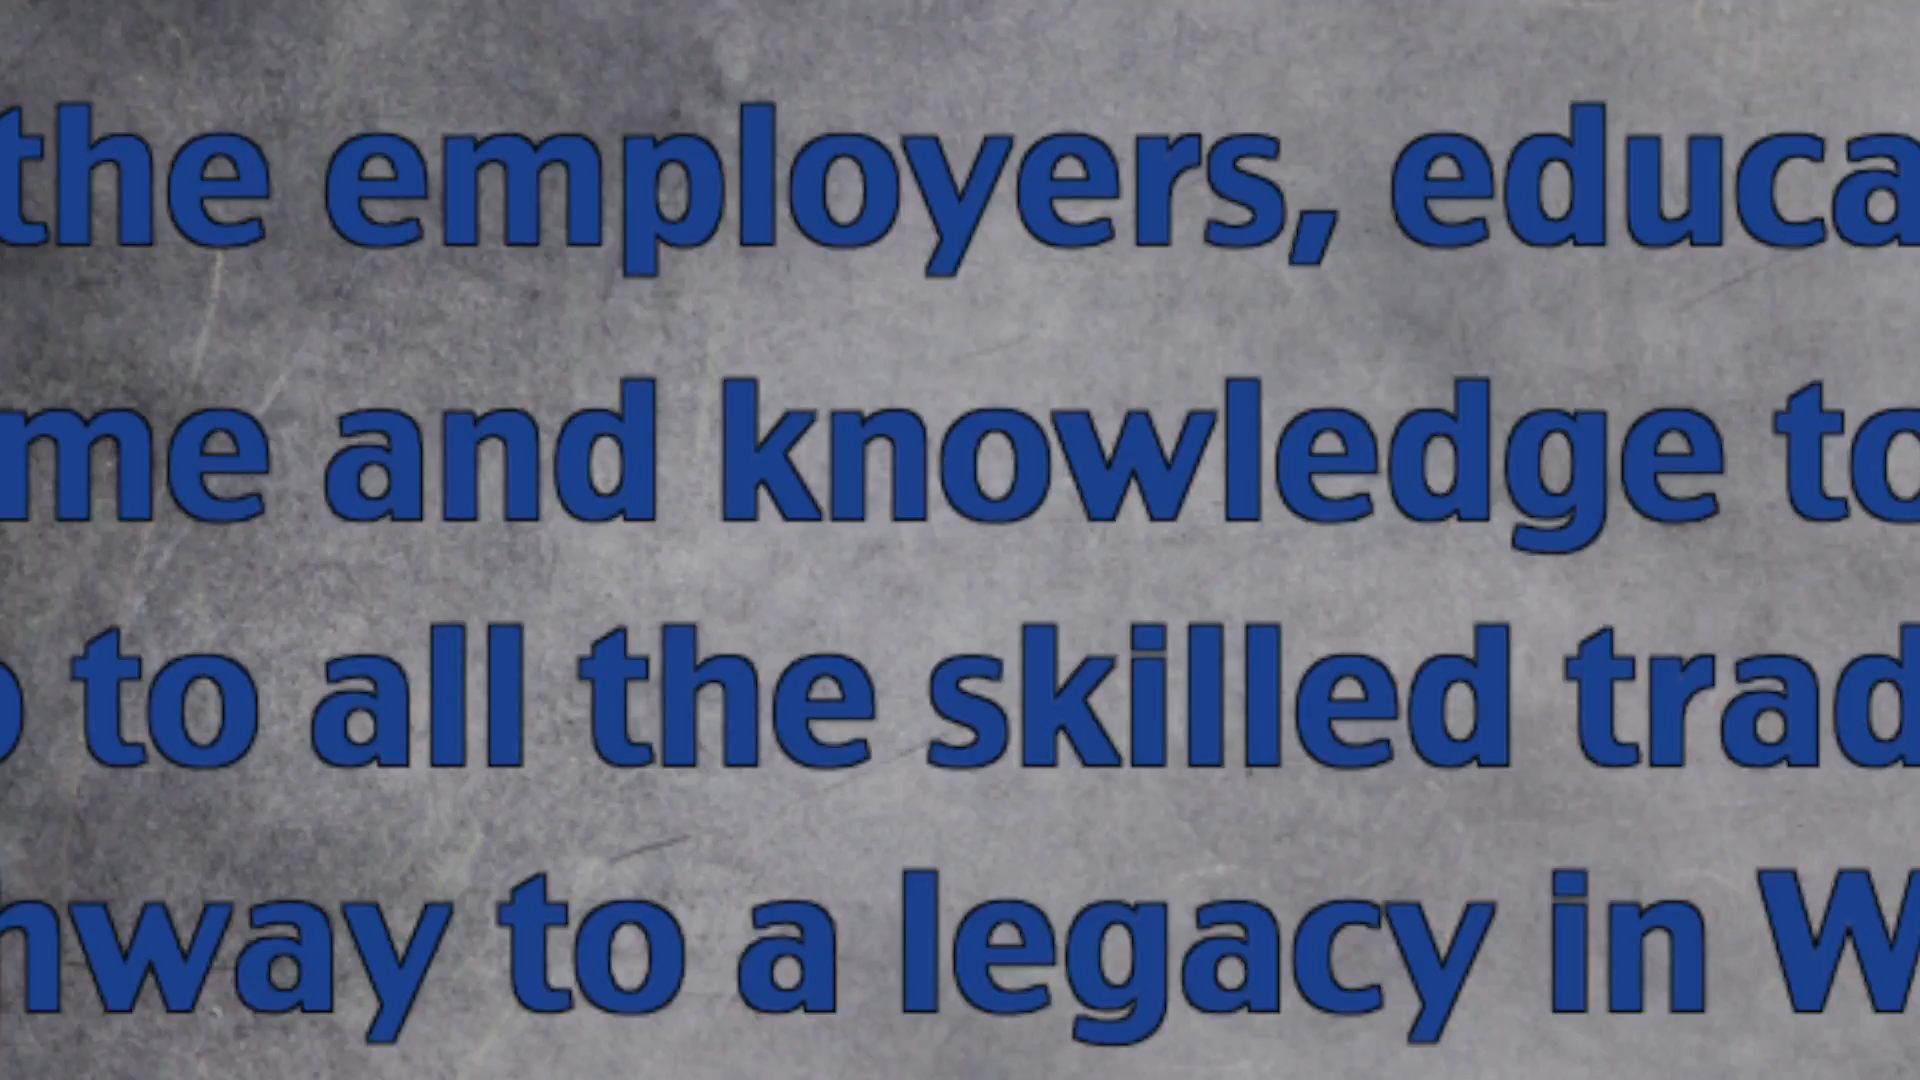 the employers, educa
me and knowledge to
to all the skilled trad
hway to a legacy in W